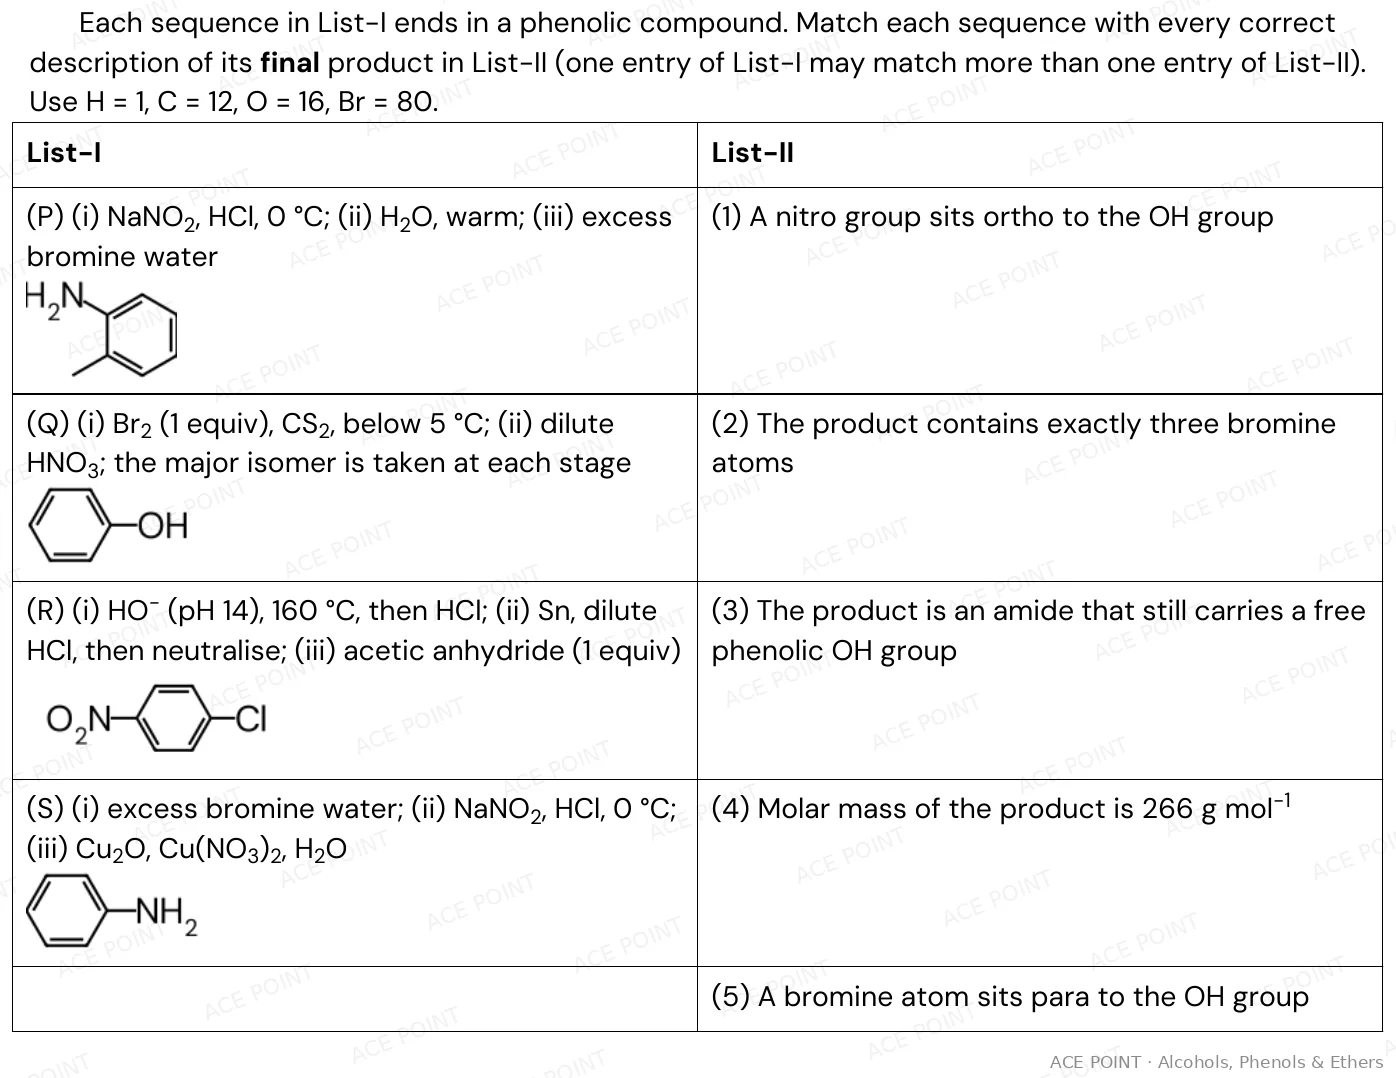 Each sequence in List-I ends in a phenolic compound. Match each sequence with every correct
description of its final product in List-II (one entry of List-I may match more than one entry of List-II).
Use H = 1, C = 12, O = 16, Br = 80.
List-I
List-II
(P) (i) NaNO₂, HCl, 0 °C; (ii) H₂O, warm; (iii) excess
bromine water
H₂N
(1) A nitro group sits ortho to the OH group
(Q) (i) Br₂ (1 equiv), CS₂, below 5 °C; (ii) dilute
HNO₃; the major isomer is taken at each stage
OH
(2) The product contains exactly three bromine
atoms
(R) (i) HO⁻ (pH 14), 160 °C, then HCl; (ii) Sn, dilute
HCl, then neutralise; (iii) acetic anhydride (1 equiv)
O₂N Cl
(3) The product is an amide that still carries a free
phenolic OH group
(S) (i) excess bromine water; (ii) NaNO₂, HCl, 0 °C;
(iii) Cu₂O, Cu(NO₃)₂, H₂O
NH₂
(4) Molar mass of the product is 266 g mol⁻¹
(5) A bromine atom sits para to the OH group
ACE POINT · Alcohols, Phenols & Ethers